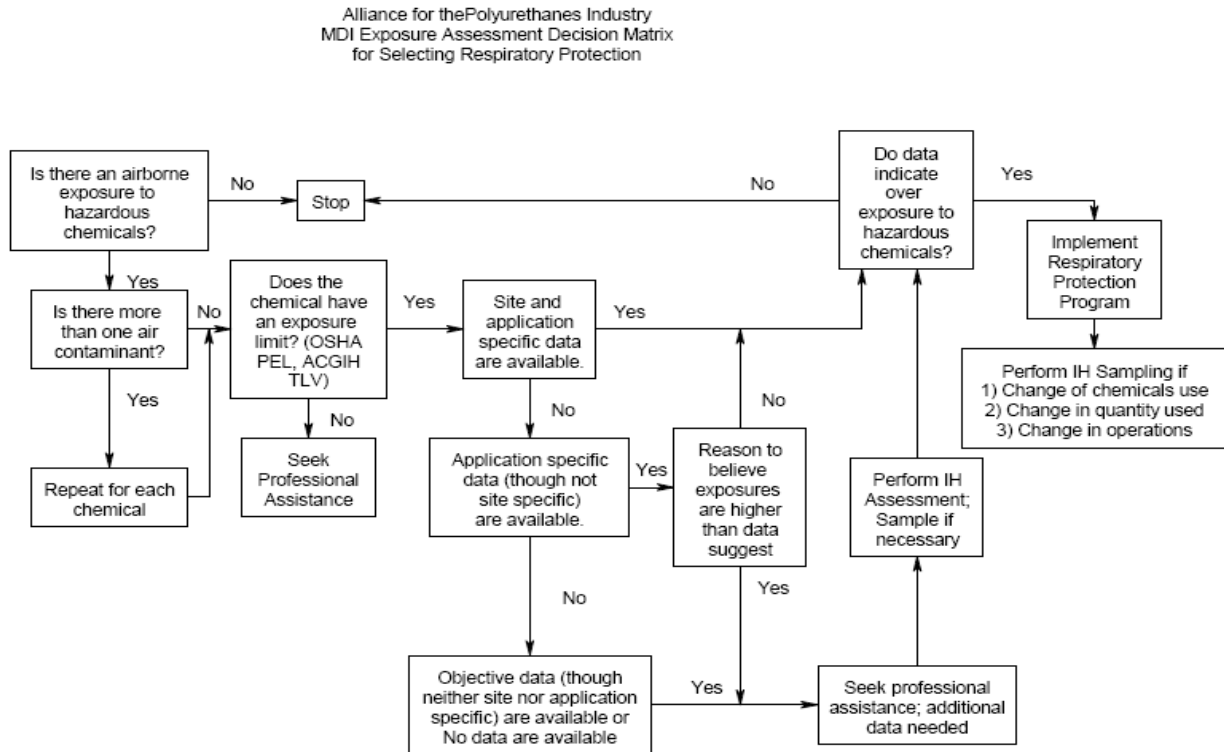 Alliance for thePolyurethanes Industry
MDI Exposure Assessment Decision Matrix
for Selecting Respiratory Protection
Is there an airborne
exposure to
hazardous
chemicals?
No
Stop
No
Do data
indicate
over
exposure to
hazardous
chemicals?
Yes
Implement
Respiratory
Protection
Program
Yes
Is there more
than one air
contaminant?
No
Does the
chemical have
an exposure
limit? (OSHA
PEL, ACGIH
TLV)
Yes
Site and
application
specific data
are available.
Yes
Perform IH Sampling if
1) Change of chemicals use
2) Change in quantity used
3) Change in operations
Yes
Repeat for each
chemical
No
Seek
Professional
Assistance
No
Application specific
data (though not
site specific)
are available.
Yes
No
Reason to
believe
exposures
are higher
than data
suggest
Perform IH
Assessment;
Sample if
necessary
No
Yes
Objective data (though
neither site nor application
specific) are available or
No data are available
Yes
Seek professional
assistance; additional
data needed